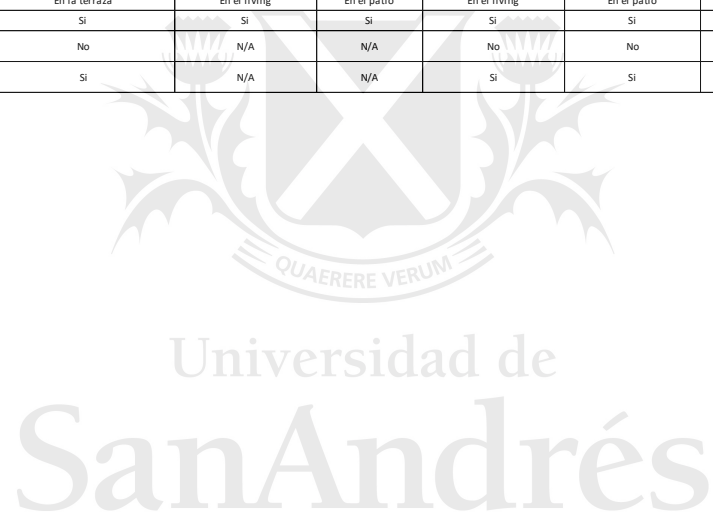 En la terraza En el living En el patio En el living En el patio
Si Si Si Si Si
No N/A N/A No No
Si N/A N/A Si Si
QUAERERE VERUM
Universidad de
SanAndrés